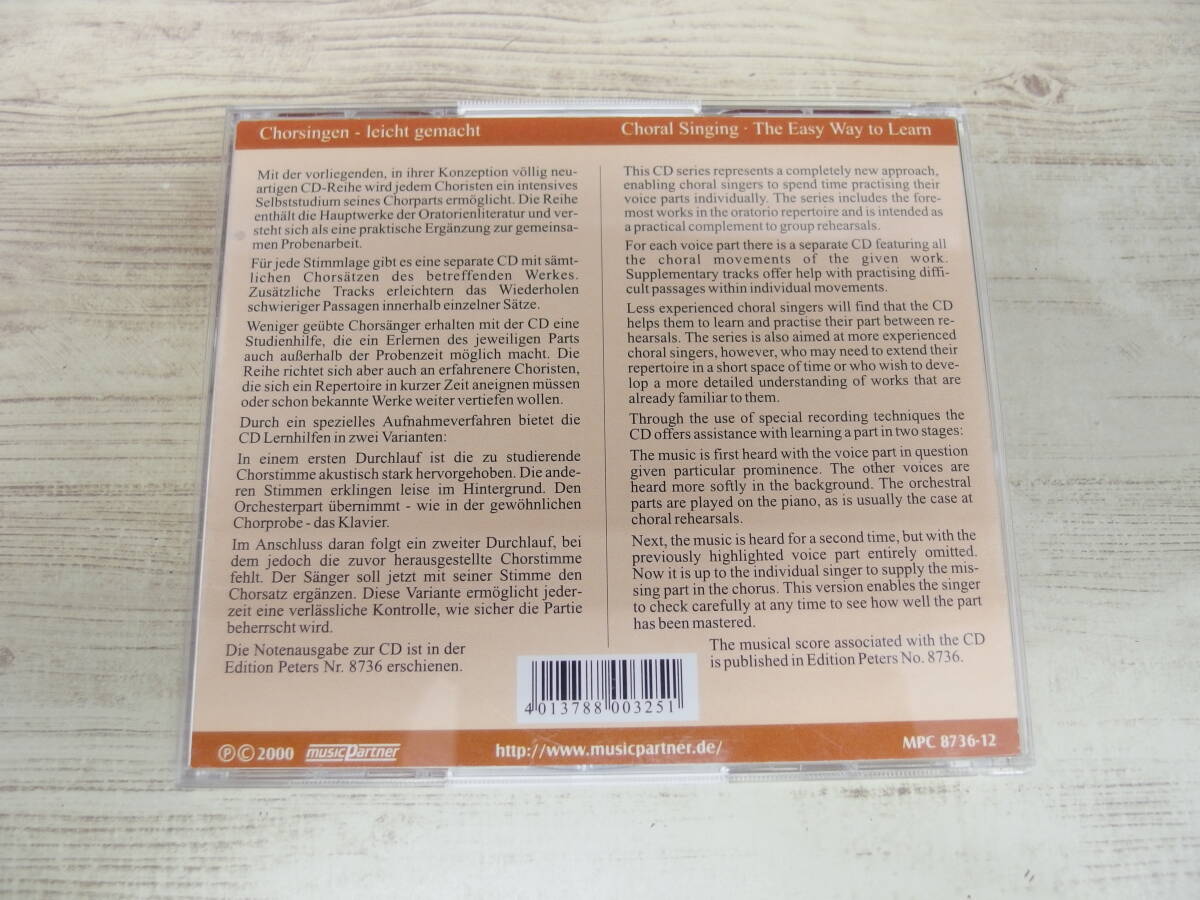 Chorsingen - leicht gemacht
Mit der vorliegenden, in ihrer Konzeption völlig neu-
artigen CD-Reihe wird jedem Choristen ein intensives
Selbststudium seines Chorparts ermöglicht. Die Reihe
enthält die Hauptwerke der Oratorienliteratur und ver-
steht sich als eine praktische Ergänzung zur gemeinsa-
men Probenarbeit.
Für jede Stimmlage gibt es eine separate CD mit sämt-
lichen Chorsätzen des betreffenden Werkes.
Zusätzliche Tracks erleichtern das Wiederholen
schwieriger Passagen innerhalb einzelner Sätze.
Weniger geübte Chorsänger erhalten mit der CD eine
Studienhilfe, die ein Erlernen des jeweiligen Parts
auch außerhalb der Probenzeit möglich macht. Die
Reihe richtet sich aber auch an erfahrenere Choristen,
die sich ein Repertoire in kurzer Zeit aneignen müssen
oder schon bekannte Werke weiter vertiefen wollen.
Durch ein spezielles Aufnahmeverfahren bietet die
CD Lernhilfen in zwei Varianten:
In einem ersten Durchlauf ist die zu studierende
Chorstimme akustisch stark hervorgehoben. Die ande-
ren Stimmen erklingen leise im Hintergrund. Den
Orchesterpart übernimmt - wie in der gewöhnlichen
Chorprobe - das Klavier.
Im Anschluss daran folgt ein zweiter Durchlauf, bei
dem jedoch die zuvor herausgestellte Chorstimme
fehlt. Der Sänger soll jetzt mit seiner Stimme den
Chorsatz ergänzen. Diese Variante ermöglicht jeder-
zeit eine verlässliche Kontrolle, wie sicher die Partie
beherrscht wird.
Die Notenausgabe zur CD ist in der
Edition Peters Nr. 8736 erschienen.
Choral Singing · The Easy Way to Learn
This CD series represents a completely new approach,
enabling choral singers to spend time practising their
voice parts individually. The series includes the fore-
most works in the oratorio repertoire and is intended as
a practical complement to group rehearsals.
For each voice part there is a separate CD featuring all
the choral movements of the given work.
Supplementary tracks offer help with practising diffi-
cult passages within individual movements.
Less experienced choral singers will find that the CD
helps them to learn and practise their part between re-
hearsals. The series is also aimed at more experienced
choral singers, however, who may need to extend their
repertoire in a short space of time or who wish to deve-
lop a more detailed understanding of works that are
already familiar to them.
Through the use of special recording techniques the
CD offers assistance with learning a part in two stages:
The music is first heard with the voice part in question
given particular prominence. The other voices are
heard more softly in the background. The orchestral
parts are played on the piano, as is usually the case at
choral rehearsals.
Next, the music is heard for a second time, but with the
previously highlighted voice part entirely omitted.
Now it is up to the individual singer to supply the mis-
sing part in the chorus. This version enables the singer
to check carefully at any time to see how well the part
has been mastered.
The musical score associated with the CD
is published in Edition Peters No. 8736.
4 013788 003251
Ⓟ © 2000 musicPartner
http://www.musicpartner.de/
MPC 8736-12